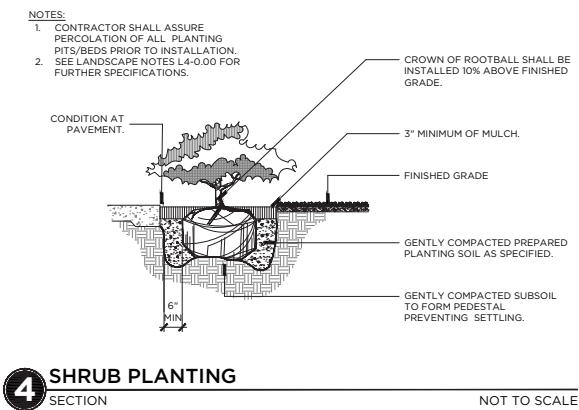 NOTES:
1. CONTRACTOR SHALL ASSURE
PERCOLATION OF ALL PLANTING
PITS/BEDS PRIOR TO INSTALLATION.
2. SEE LANDSCAPE NOTES L4-0.00 FOR
FURTHER SPECIFICATIONS.
CONDITION AT
PAVEMENT.
CROWN OF ROOTBALL SHALL BE
INSTALLED 10% ABOVE FINISHED
GRADE.
3" MINIMUM OF MULCH.
FINISHED GRADE
GENTLY COMPACTED PREPARED
PLANTING SOIL AS SPECIFIED.
GENTLY COMPACTED SUBSOIL
TO FORM PEDESTAL
PREVENTING SETTLING.
6"
MIN
4 SHRUB PLANTING
SECTION NOT TO SCALE